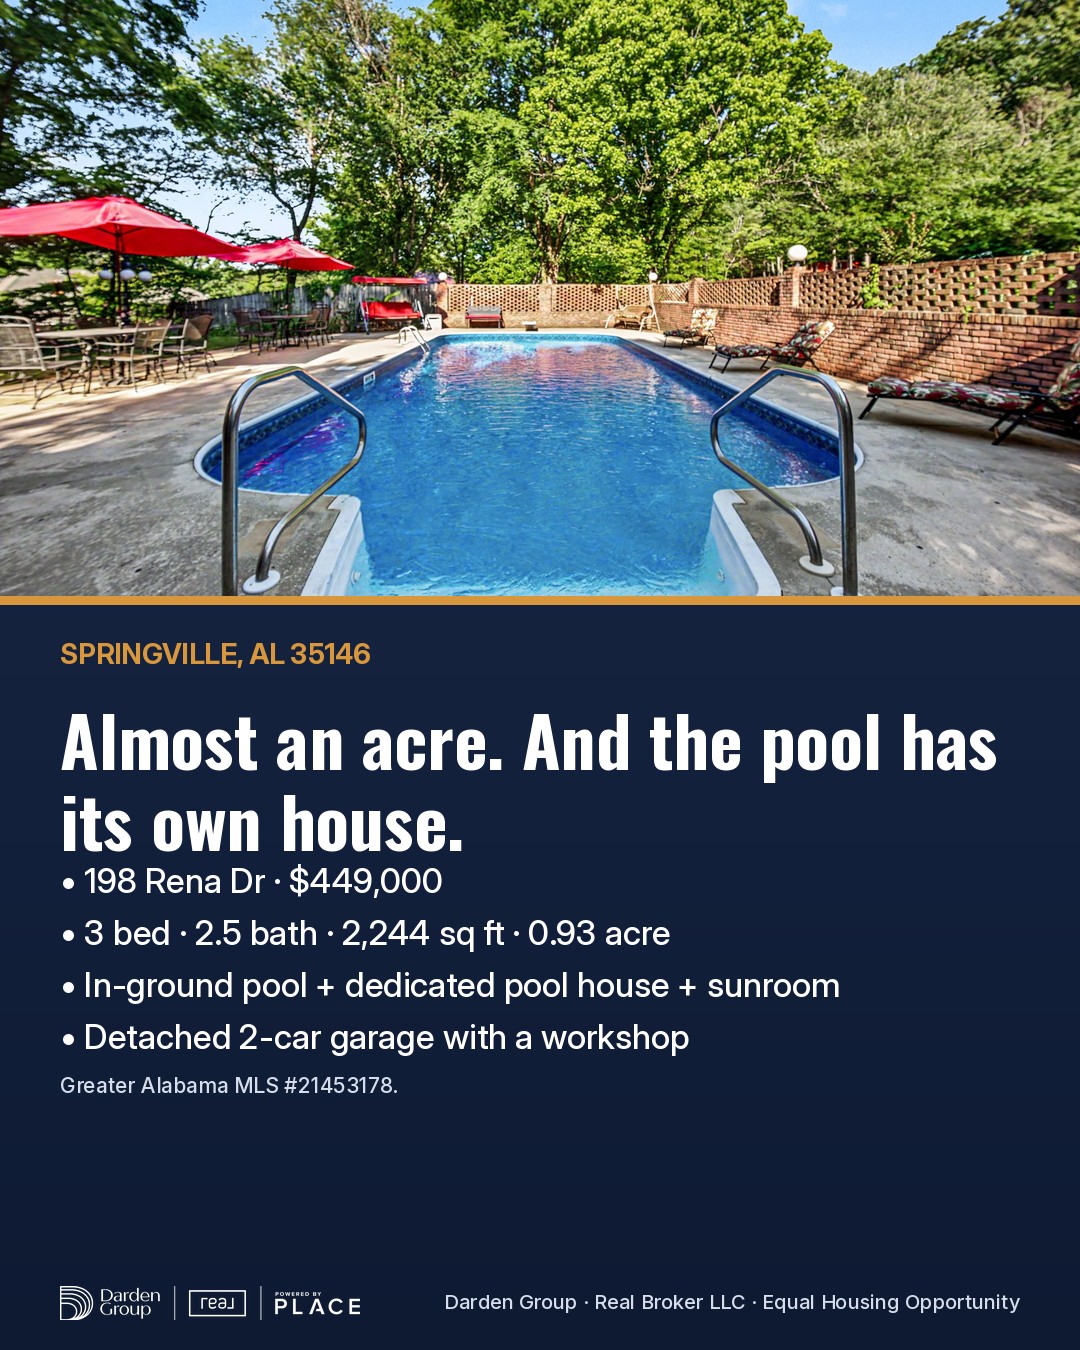 SPRINGVILLE, AL 35146
Almost an acre. And the pool has
its own house.
• 198 Rena Dr · $449,000
• 3 bed · 2.5 bath · 2,244 sq ft · 0.93 acre
• In-ground pool + dedicated pool house + sunroom
• Detached 2-car garage with a workshop
Greater Alabama MLS #21453178.
Darden
Group
real
POWERED BY
PLACE
Darden Group · Real Broker LLC · Equal Housing Opportunity